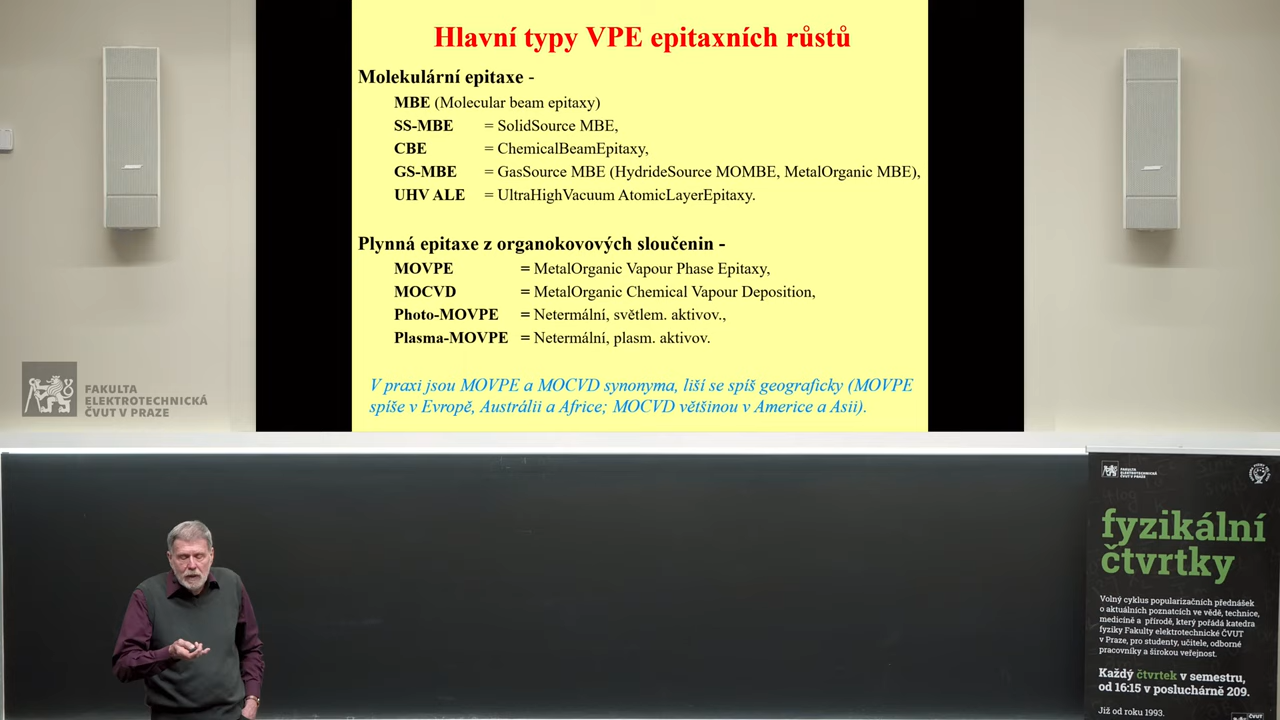 Hlavní typy VPE epitaxních růstů
Molekulární epitaxe -
MBE (Molecular beam epitaxy)
SS-MBE = SolidSource MBE,
CBE = ChemicalBeamEpitaxy,
GS-MBE = GasSource MBE (HydrideSource MOMBE, MetalOrganic MBE),
UHV ALE = UltraHighVacuum AtomicLayerEpitaxy.
Plynná epitaxe z organokovových sloučenin -
MOVPE = MetalOrganic Vapour Phase Epitaxy,
MOCVD = MetalOrganic Chemical Vapour Deposition,
Photo-MOVPE = Netermální, světlem. aktivov.,
Plasma-MOVPE = Netermální, plasm. aktivov.
V praxi jsou MOVPE a MOCVD synonyma, liší se spíš geograficky (MOVPE
spíše v Evropě, Austrálii a Africe; MOCVD většinou v Americe a Asii).
FAKULTA
ELEKTROTECHNICKÁ
ČVUT V PRAZE
FAKULTA
ELEKTROTECHNICKÁ
ČVUT V PRAZE
fyzikální
čtvrtky
Volný cyklus popularizačních přednášek
o aktuálních poznatcích ve vědě, technice,
medicíně a přírodě, který pořádá katedra
fyziky Fakulty elektrotechnické ČVUT
v Praze, pro studenty, učitele, odborné
pracovníky a širokou veřejnost.
Každý čtvrtek v semestru,
od 16:15 v posluchárně 209.
Již od roku 1993.